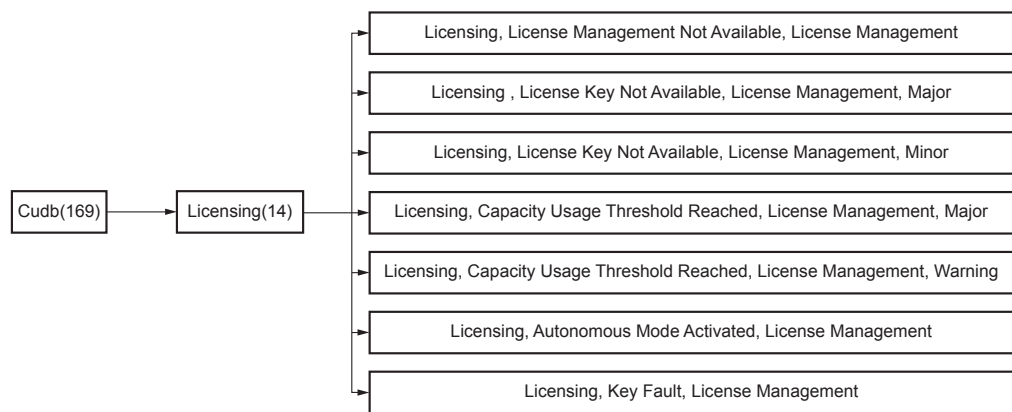 Licensing, License Management Not Available, License Management
Licensing , License Key Not Available, License Management, Major
Licensing, License Key Not Available, License Management, Minor
Cudb(169)
Licensing(14)
Licensing, Capacity Usage Threshold Reached, License Management, Major
Licensing, Capacity Usage Threshold Reached, License Management, Warning
Licensing, Autonomous Mode Activated, License Management
Licensing, Key Fault, License Management